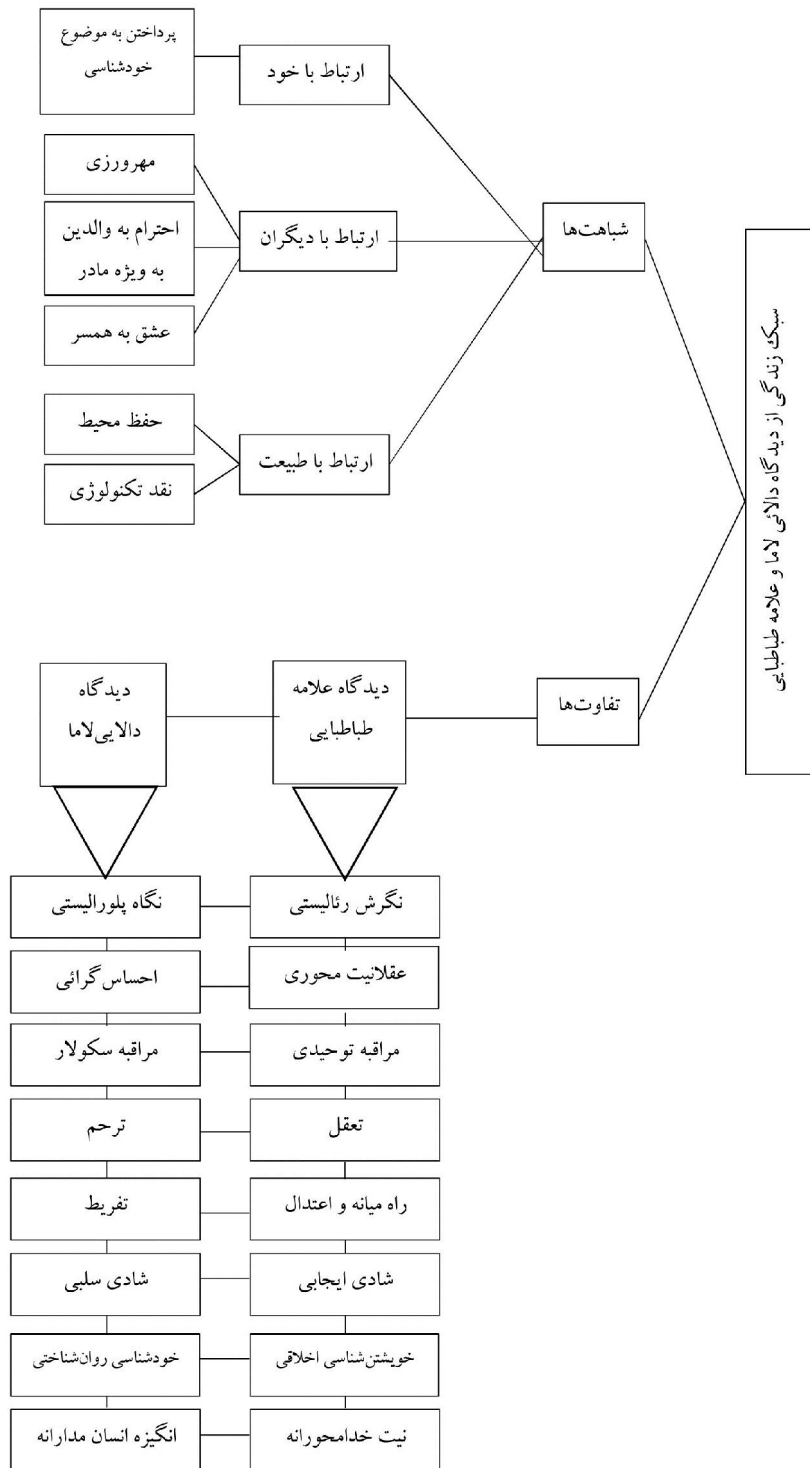 سبک زندگی از دیدگاه دالائی لاما و علامه طباطبایی
شباهت‌ها
ارتباط با خود
پرداختن به موضوع
خودشناسی
ارتباط با دیگران
مهرورزی
احترام به والدین
به ویژه مادر
عشق به همسر
ارتباط با طبیعت
حفظ محیط
نقد تکنولوژی
تفاوت‌ها
دیدگاه علامه
طباطبایی
دیدگاه
دالایی‌لاما
نگرش رئالیستی
نگاه پلورالیستی
عقلانیت محوری
احساس‌گرائی
مراقبه توحیدی
مراقبه سکولار
تعقل
ترحم
راه میانه و اعتدال
تفریط
شادی ایجابی
شادی سلبی
خویشتن‌شناسی اخلاقی
خودشناسی روان‌شناختی
نیت خدامحورانه
انگیزه انسان مدارانه